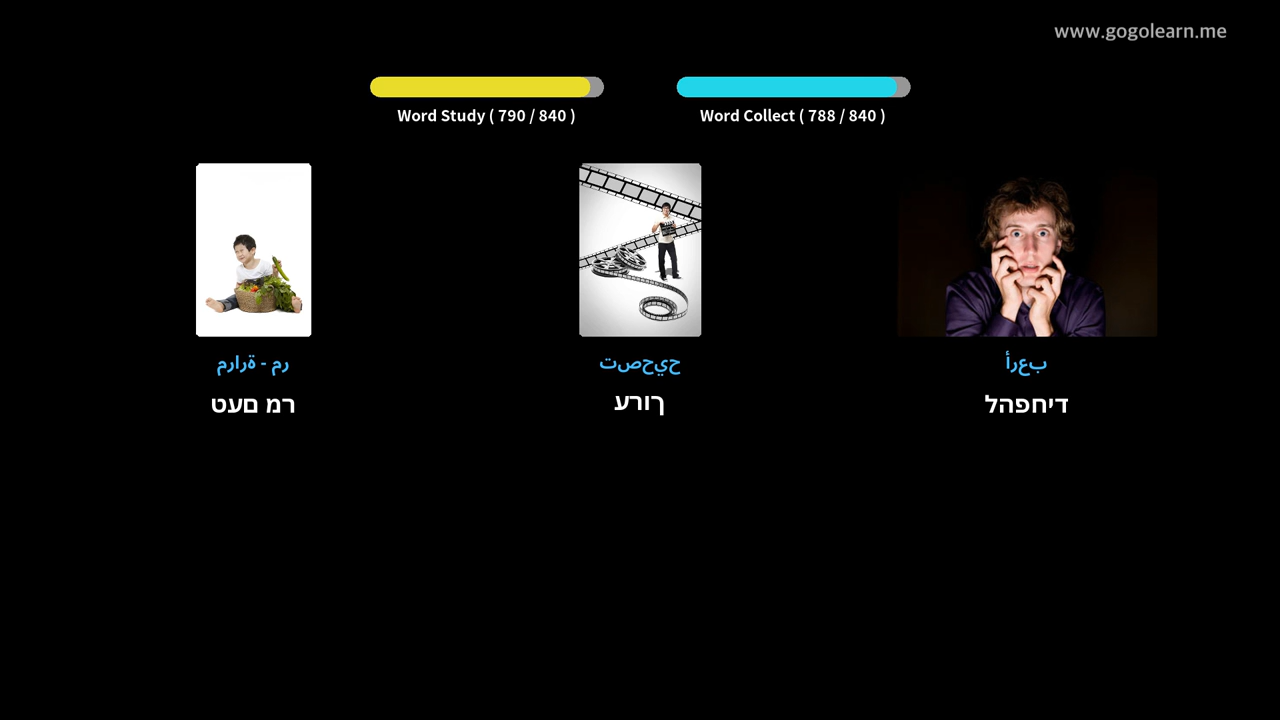 www.gogolearn.me
Word Study ( 790 / 840 )
Word Collect ( 788 / 840 )
رم - ةرارم
רמ םעט
حيحصت
ךורע
بعرأ
דיחפהל